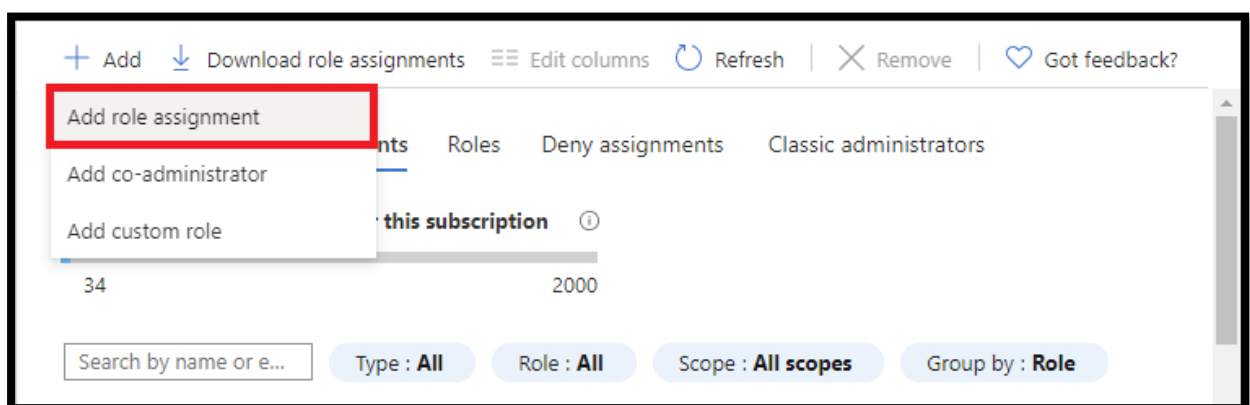 Add Download role assignments Edit columns Refresh Remove Got feedback?
Add role assignment
nts Roles Deny assignments Classic administrators
Add co-administrator
this subscription
Add custom role
34 2000
Search by name or e... Type : All Role : All Scope : All scopes Group by : Role